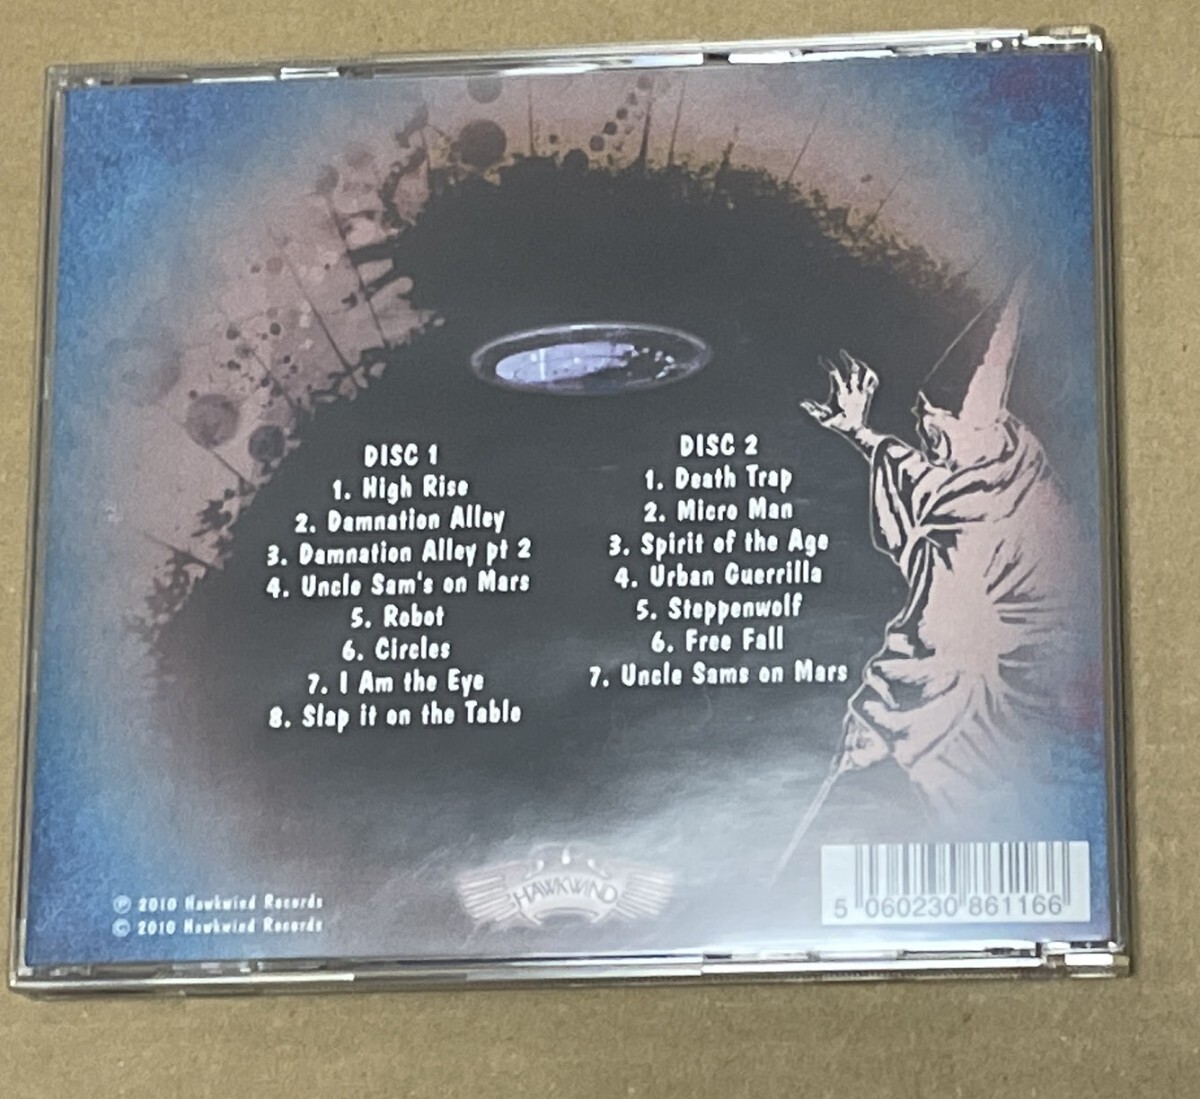 DISC 1
1. High Rise
2. Damnation Alley
3. Damnation Alley pt 2
4. Uncle Sam's on Mars
5. Robot
6. Circles
7. I Am the Eye
8. Slap it on the Table
DISC 2
1. Death Trap
2. Micro Man
3. Spirit of the Age
4. Urban Guerrilla
5. Steppenwolf
6. Free Fall
7. Uncle Sams on Mars
℗ 2010 Hawkwind Records
© 2010 Hawkwind Records
HAWKWIND
5 060230 861166